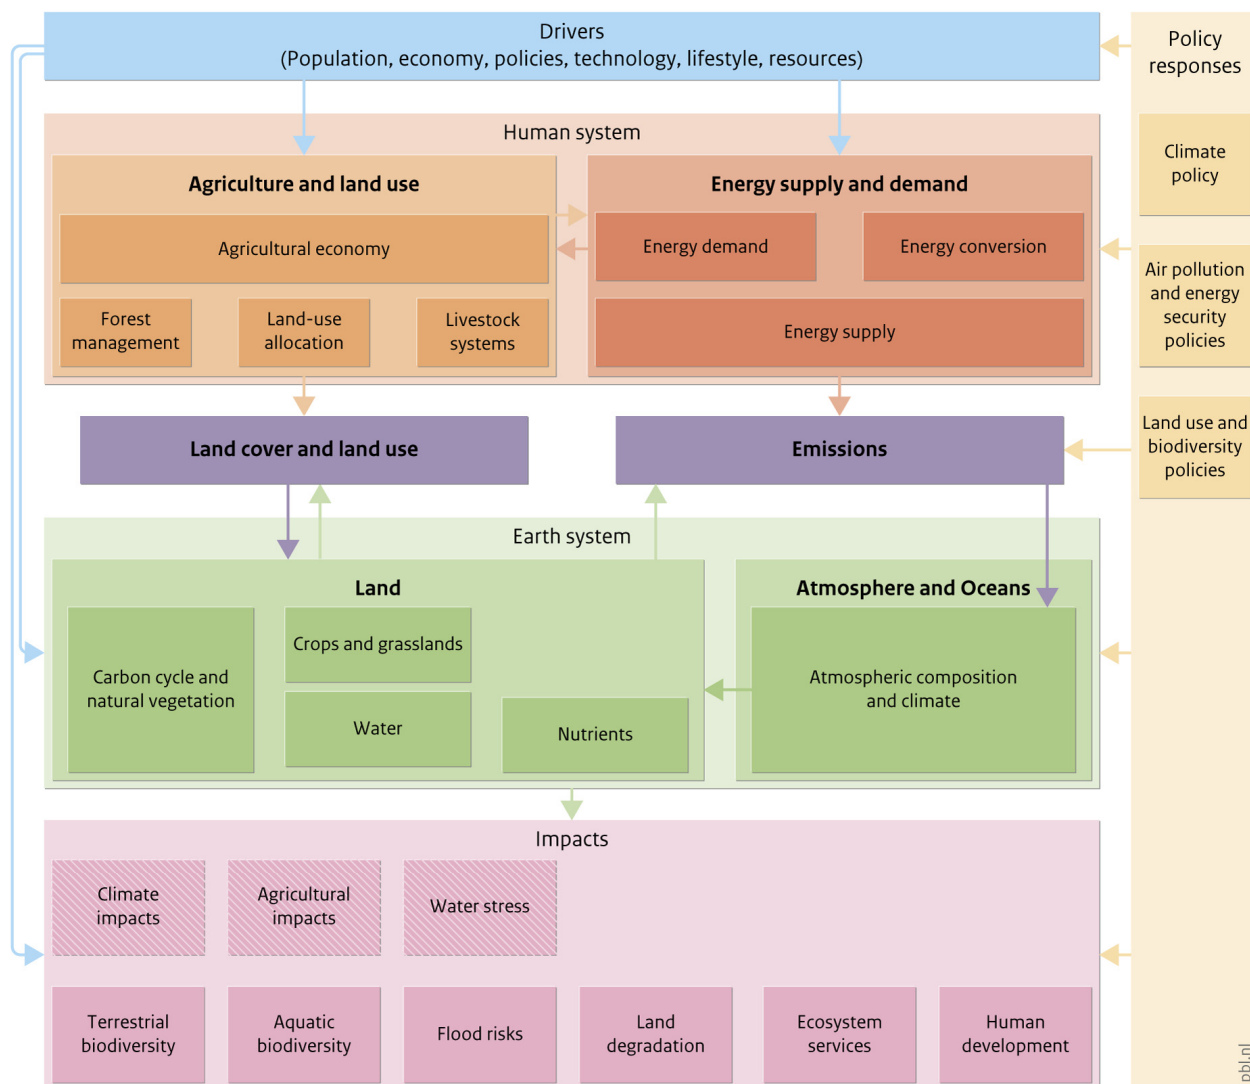 Drivers
(Population, economy, policies, technology, lifestyle, resources)
Policy
responses
Human system
Agriculture and land use
Agricultural economy
Forest
management
Land-use
allocation
Livestock
systems
Energy supply and demand
Energy demand
Energy conversion
Energy supply
Climate
policy
Air pollution
and energy
security
policies
Land use and
biodiversity
policies
Land cover and land use
Emissions
Earth system
Land
Carbon cycle and
natural vegetation
Crops and grasslands
Water
Nutrients
Atmosphere and Oceans
Atmospheric composition
and climate
Impacts
Climate
impacts
Agricultural
impacts
Water stress
Terrestrial
biodiversity
Aquatic
biodiversity
Flood risks
Land
degradation
Ecosystem
services
Human
development
pbl.nl